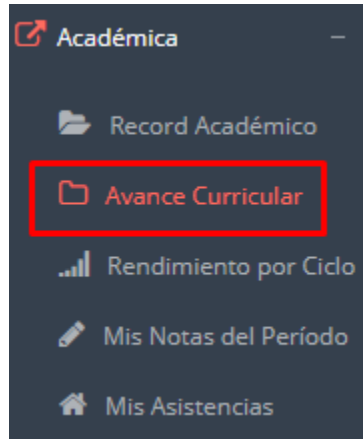 Académica
Record Académico
Avance Curricular
Rendimiento por Ciclo
Mis Notas del Período
Mis Asistencias